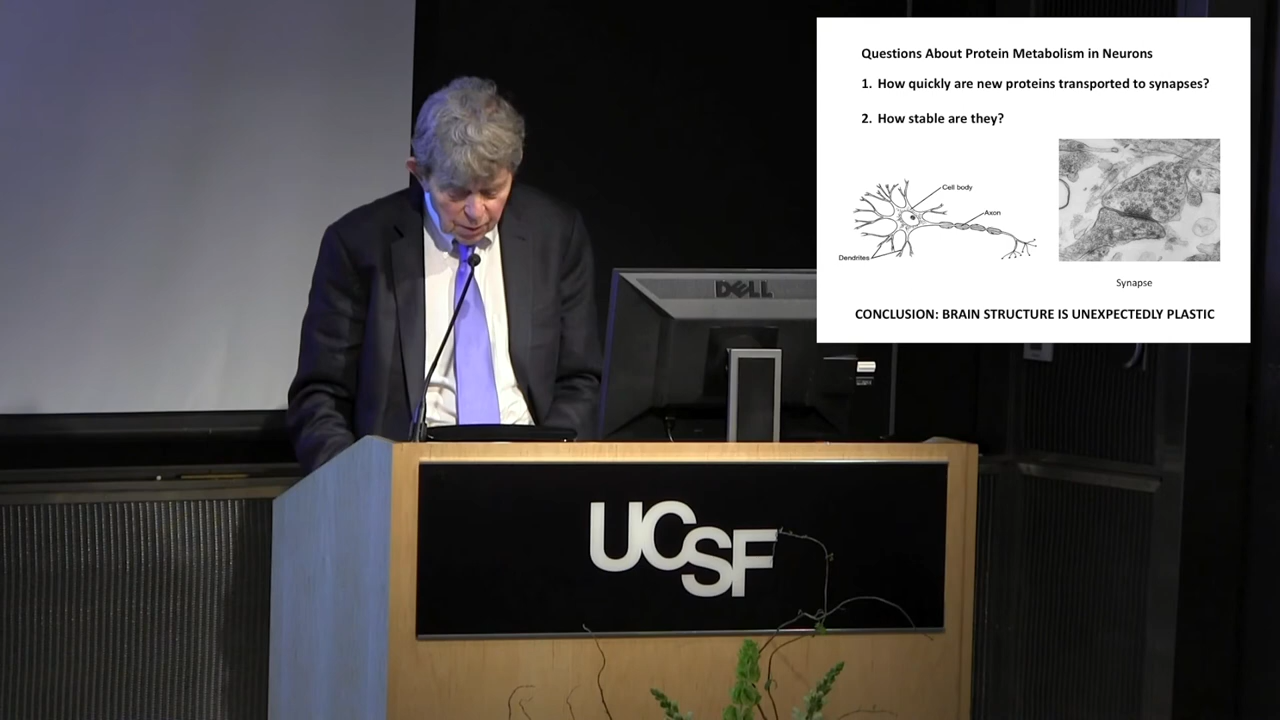 Questions About Protein Metabolism in Neurons
1. How quickly are new proteins transported to synapses?
2. How stable are they?
Cell body
Axon
Dendrites
Synapse
CONCLUSION: BRAIN STRUCTURE IS UNEXPECTEDLY PLASTIC
DELL
UCSF